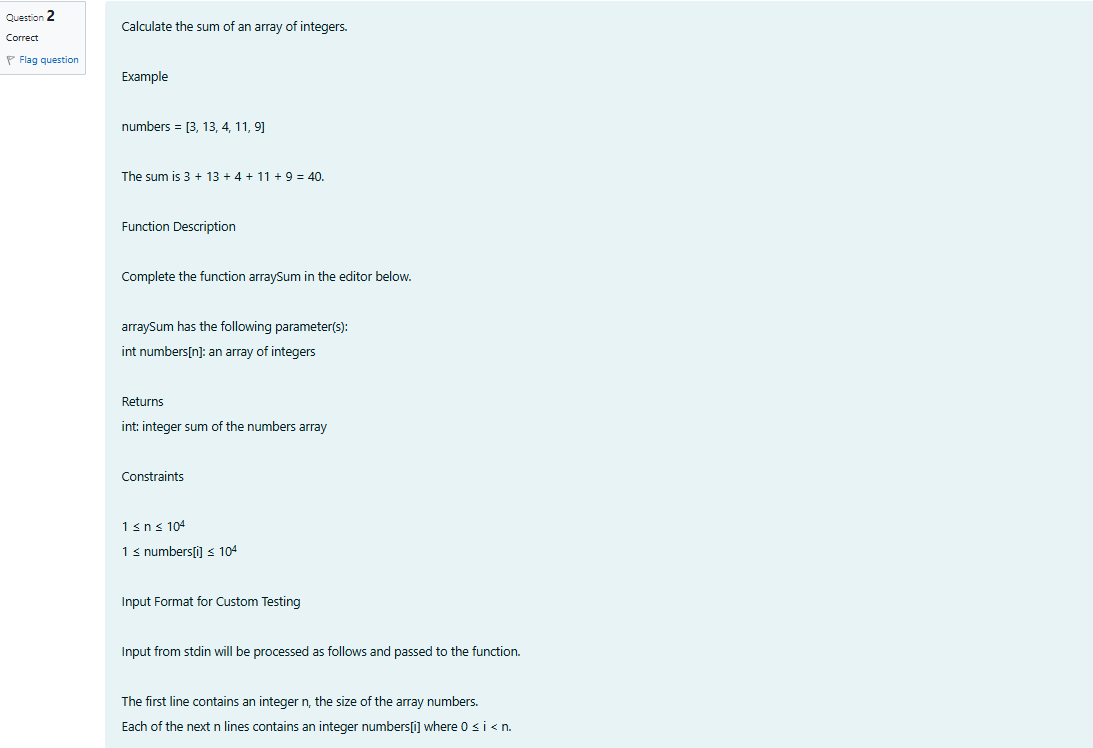 Question 2
Correct
Flag question
Calculate the sum of an array of integers.
Example
numbers = [3, 13, 4, 11, 9]
The sum is 3 + 13 + 4 + 11 + 9 = 40.
Function Description
Complete the function arraySum in the editor below.
arraySum has the following parameter(s):
int numbers[n]: an array of integers
Returns
int: integer sum of the numbers array
Constraints
1 ≤ n ≤ 10⁴
1 ≤ numbers[i] ≤ 10⁴
Input Format for Custom Testing
Input from stdin will be processed as follows and passed to the function.
The first line contains an integer n, the size of the array numbers.
Each of the next n lines contains an integer numbers[i] where 0 ≤ i < n.